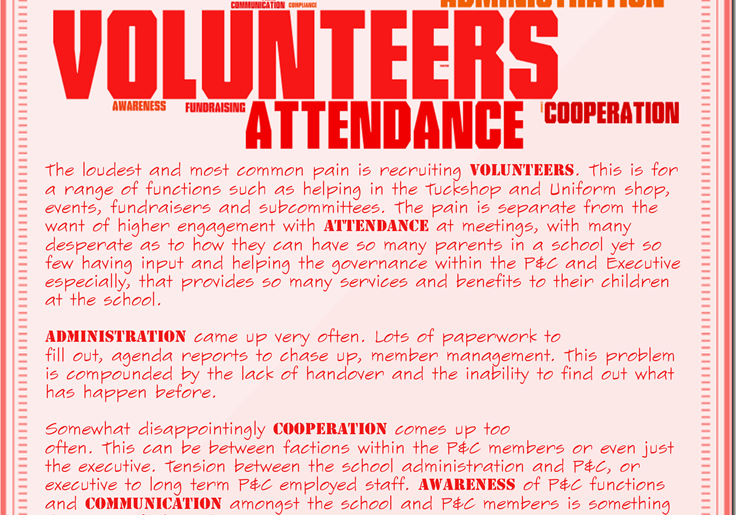 COMMUNICATION COMPLIANCE ADMINISTRATION
VOLUNTEERS
AWARENESS FUNDRAISING ATTENDANCE COOPERATION
The loudest and most common pain is recruiting VOLUNTEERS. This is for
a range of functions such as helping in the Tuckshop and Uniform shop,
events, fundraisers and subcommittees. The pain is separate from the
want of higher engagement with ATTENDANCE at meetings, with many
desperate as to how they can have so many parents in a school yet so
few having input and helping the governance within the P&C and Executive
especially, that provides so many services and benefits to their children
at the school.
ADMINISTRATION came up very often. Lots of paperwork to
fill out, agenda reports to chase up, member management. This problem
is compounded by the lack of handover and the inability to find out what
has happen before.
Somewhat disappointingly COOPERATION comes up too
often. This can be between factions within the P&C members or even just
the executive. Tension between the school administration and P&C, or
executive to long term P&C employed staff. AWARENESS of P&C functions
and COMMUNICATION amongst the school and P&C members is something